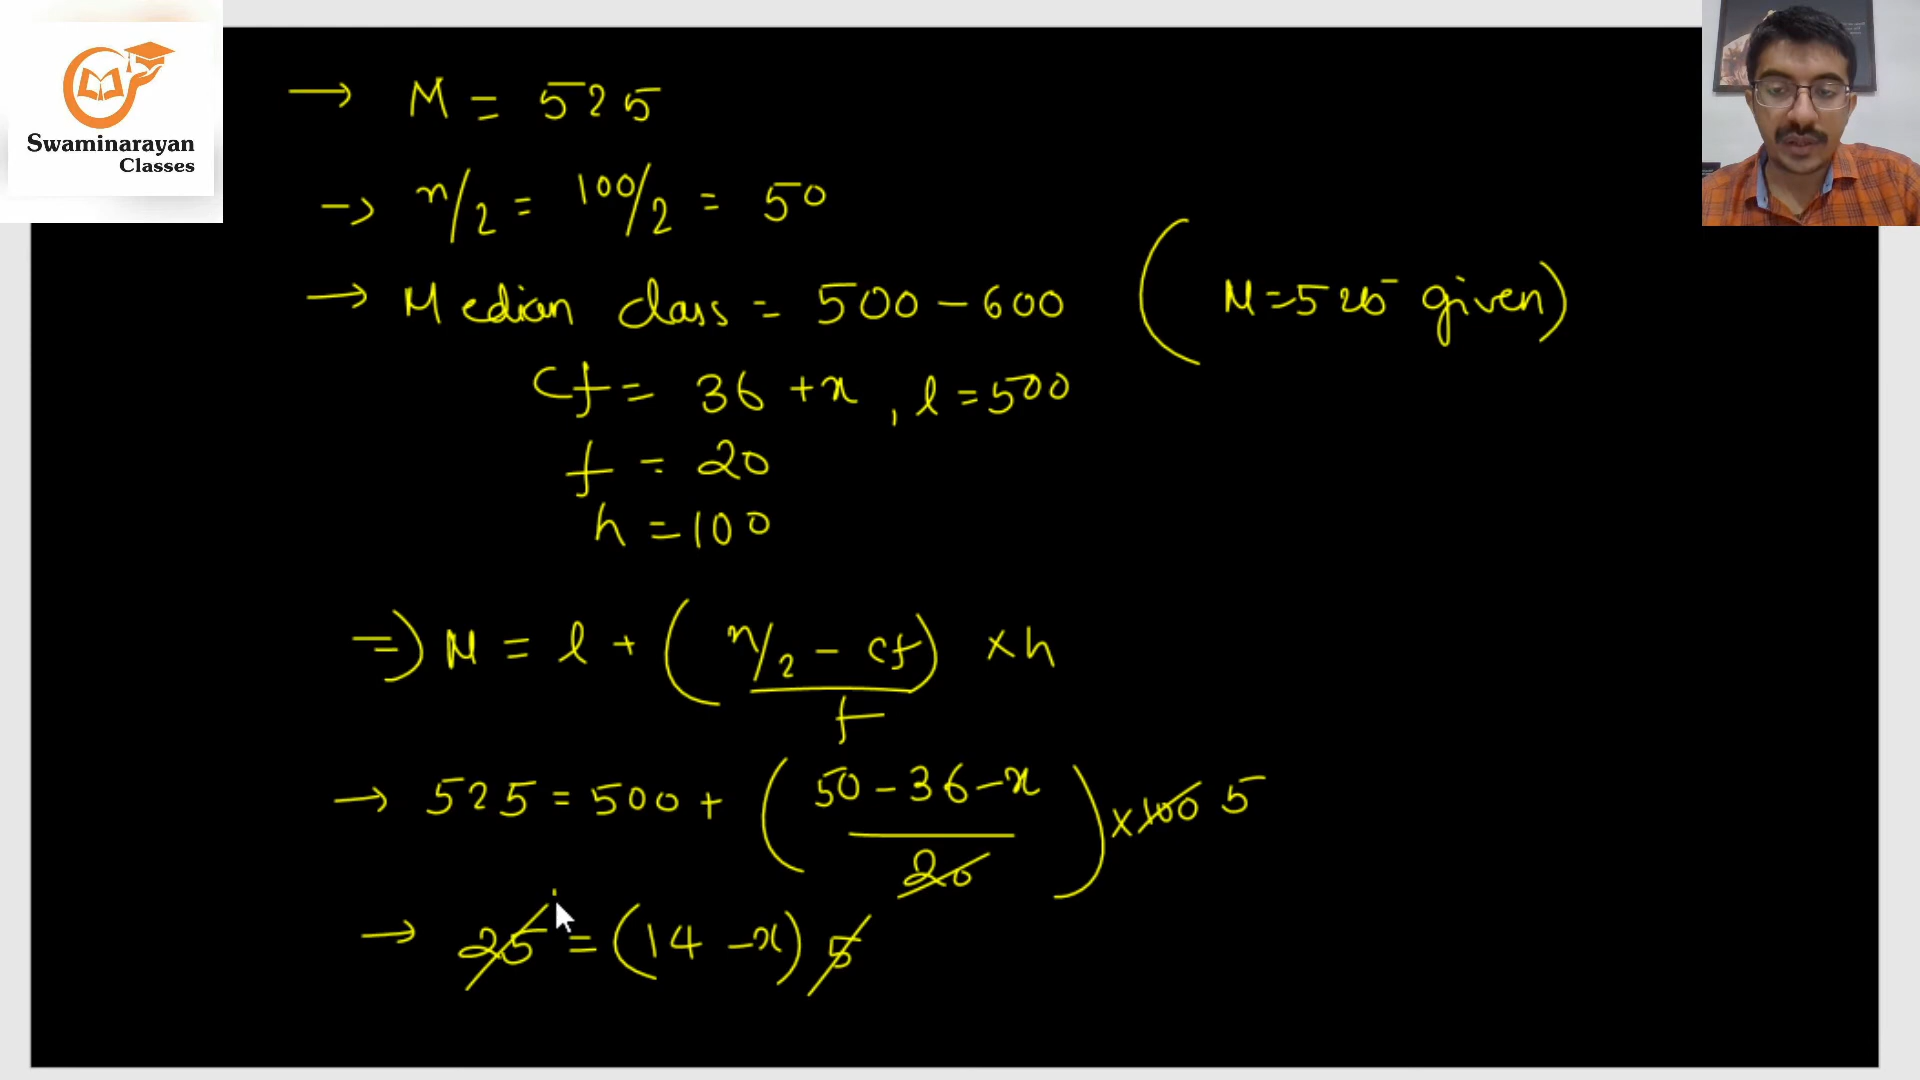 Swaminarayan
Classes
→ M = 525
→ n/2 = 100/2 = 50
→ Median class = 500 - 600 (M=525 given)
cf = 36 + x , l = 500
f = 20
h = 100
⇒ M = l + ( n/2 - cf / f ) × h
→ 525 = 500 + ( 50 - 36 - x / 20 ) × 100 5
→ 25 = (14 - x) 5